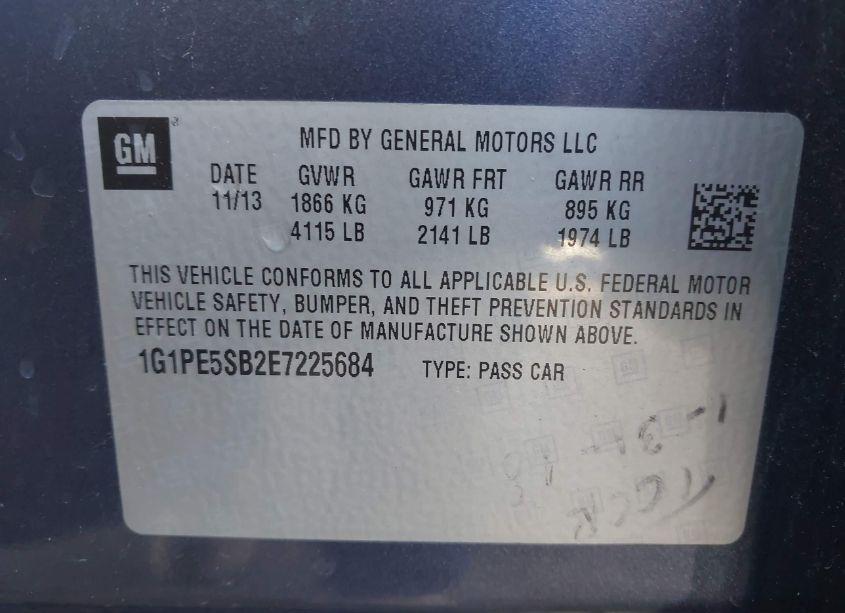 GM
MFD BY GENERAL MOTORS LLC
DATE GVWR GAWR FRT GAWR RR
11/13 1866 KG 971 KG 895 KG
4115 LB 2141 LB 1974 LB
THIS VEHICLE CONFORMS TO ALL APPLICABLE U.S. FEDERAL MOTOR
VEHICLE SAFETY, BUMPER, AND THEFT PREVENTION STANDARDS IN
EFFECT ON THE DATE OF MANUFACTURE SHOWN ABOVE.
1G1PE5SB2E7225684 TYPE: PASS CAR